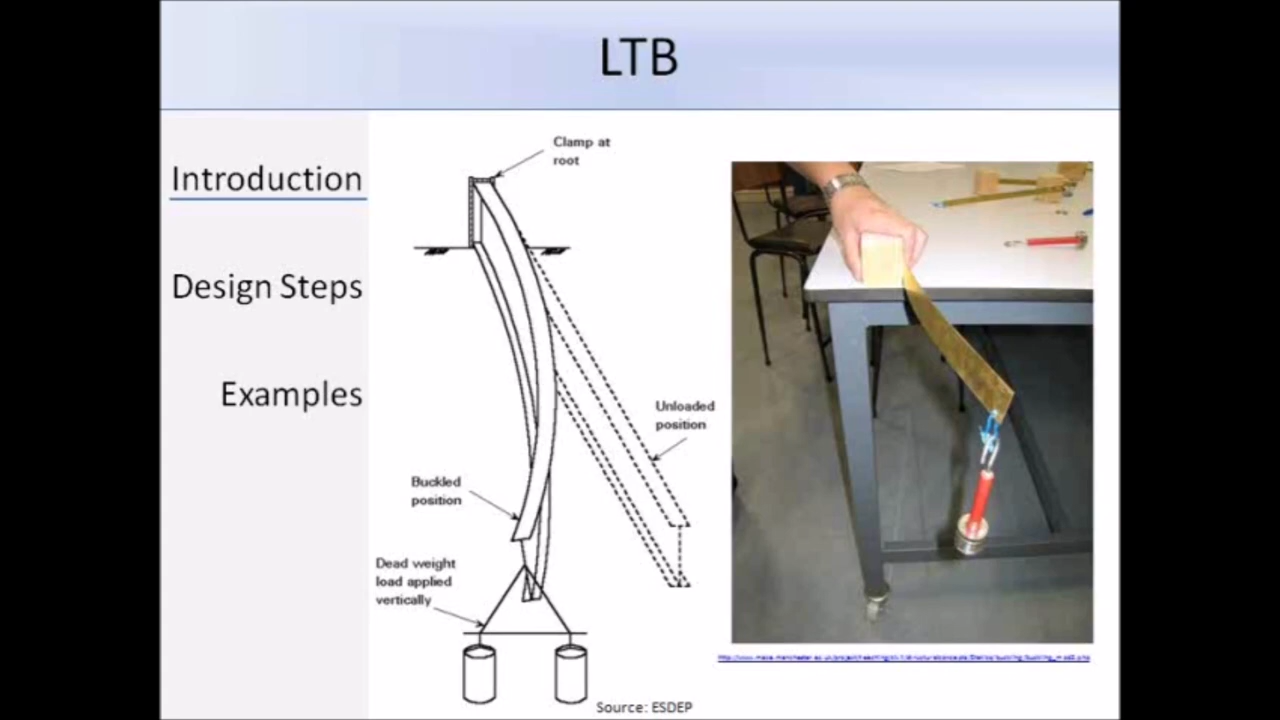 LTB
Introduction
Design Steps
Examples
Clamp at
root
Unloaded
position
Buckled
position
Dead weight
load applied
vertically
Source: ESDEP